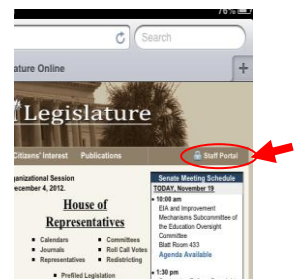 76%
Search
ature Online
+
Legislature
Citizens' Interest Publications Staff Portal
ganizational Session
ecember 4, 2012.
House of
Representatives
Calendars
Journals
Representatives
Committees
Roll Call Votes
Redistricting
Prefiled Legislation
Senate Meeting Schedule
TODAY, November 19
10:00 am
EIA and Improvement
Mechanisms Subcommittee of
the Education Oversight
Committee
Blatt Room 433
Agenda Available
1:30 pm